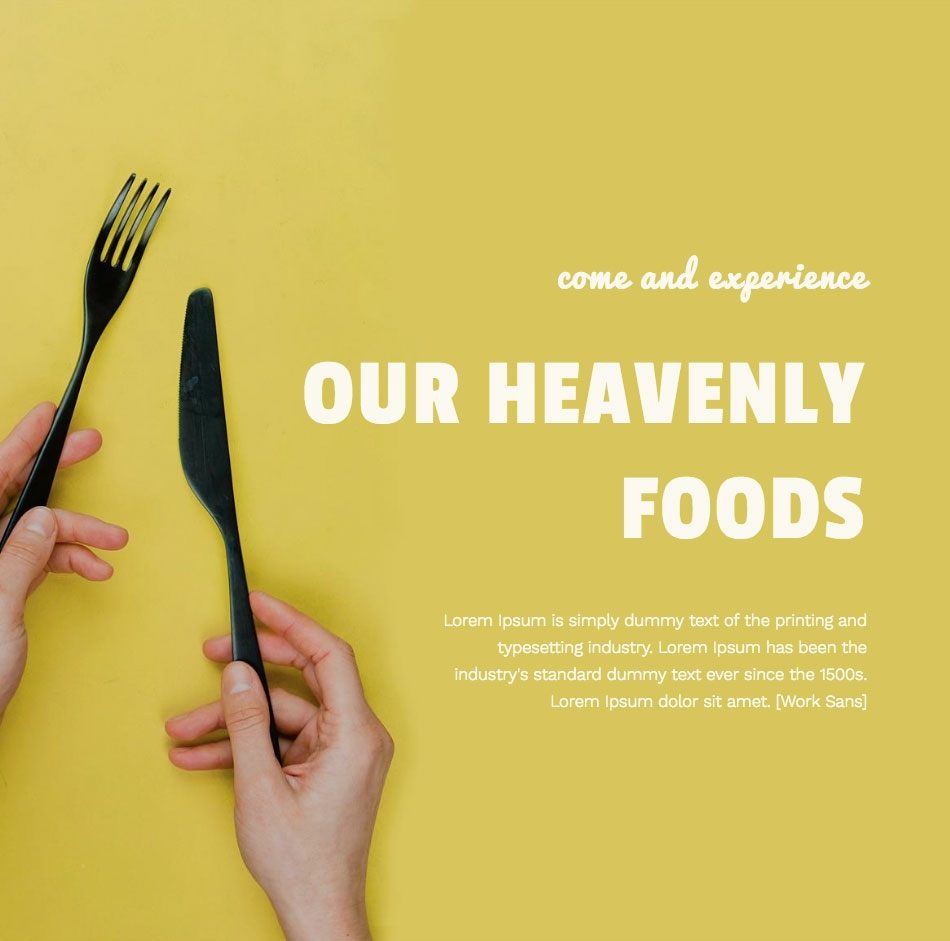 come and experience
OUR HEAVENLY
FOODS
Lorem Ipsum is simply dummy text of the printing and
typesetting industry. Lorem Ipsum has been the
industry's standard dummy text ever since the 1500s.
Lorem Ipsum dolor sit amet. [Work Sans]